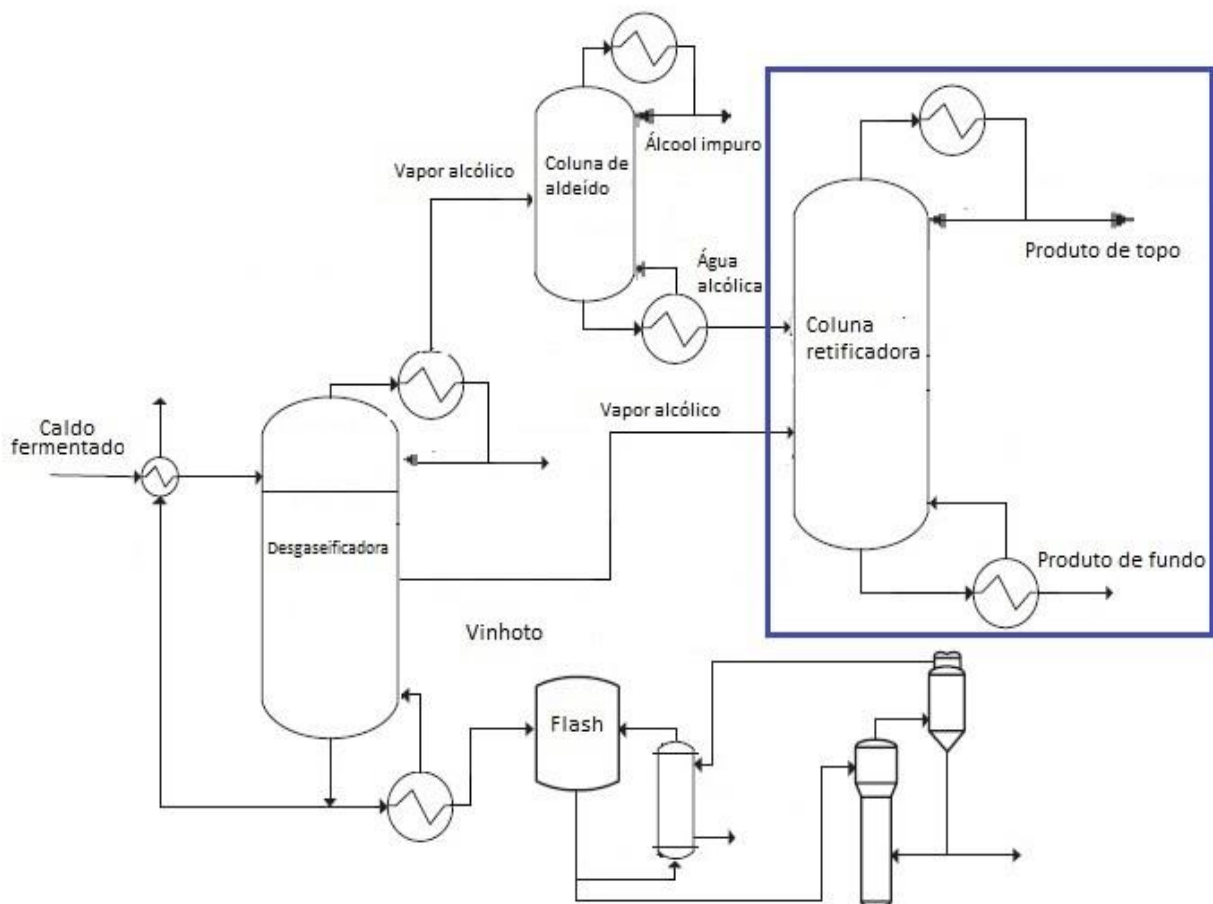 Coluna de
aldeído
Álcool impuro
Vapor alcólico
Água
alcólica
Produto de topo
Coluna
retificadora
Vapor alcólico
Caldo
fermentado
Desgaseificadora
Produto de fundo
Vinhoto
Flash